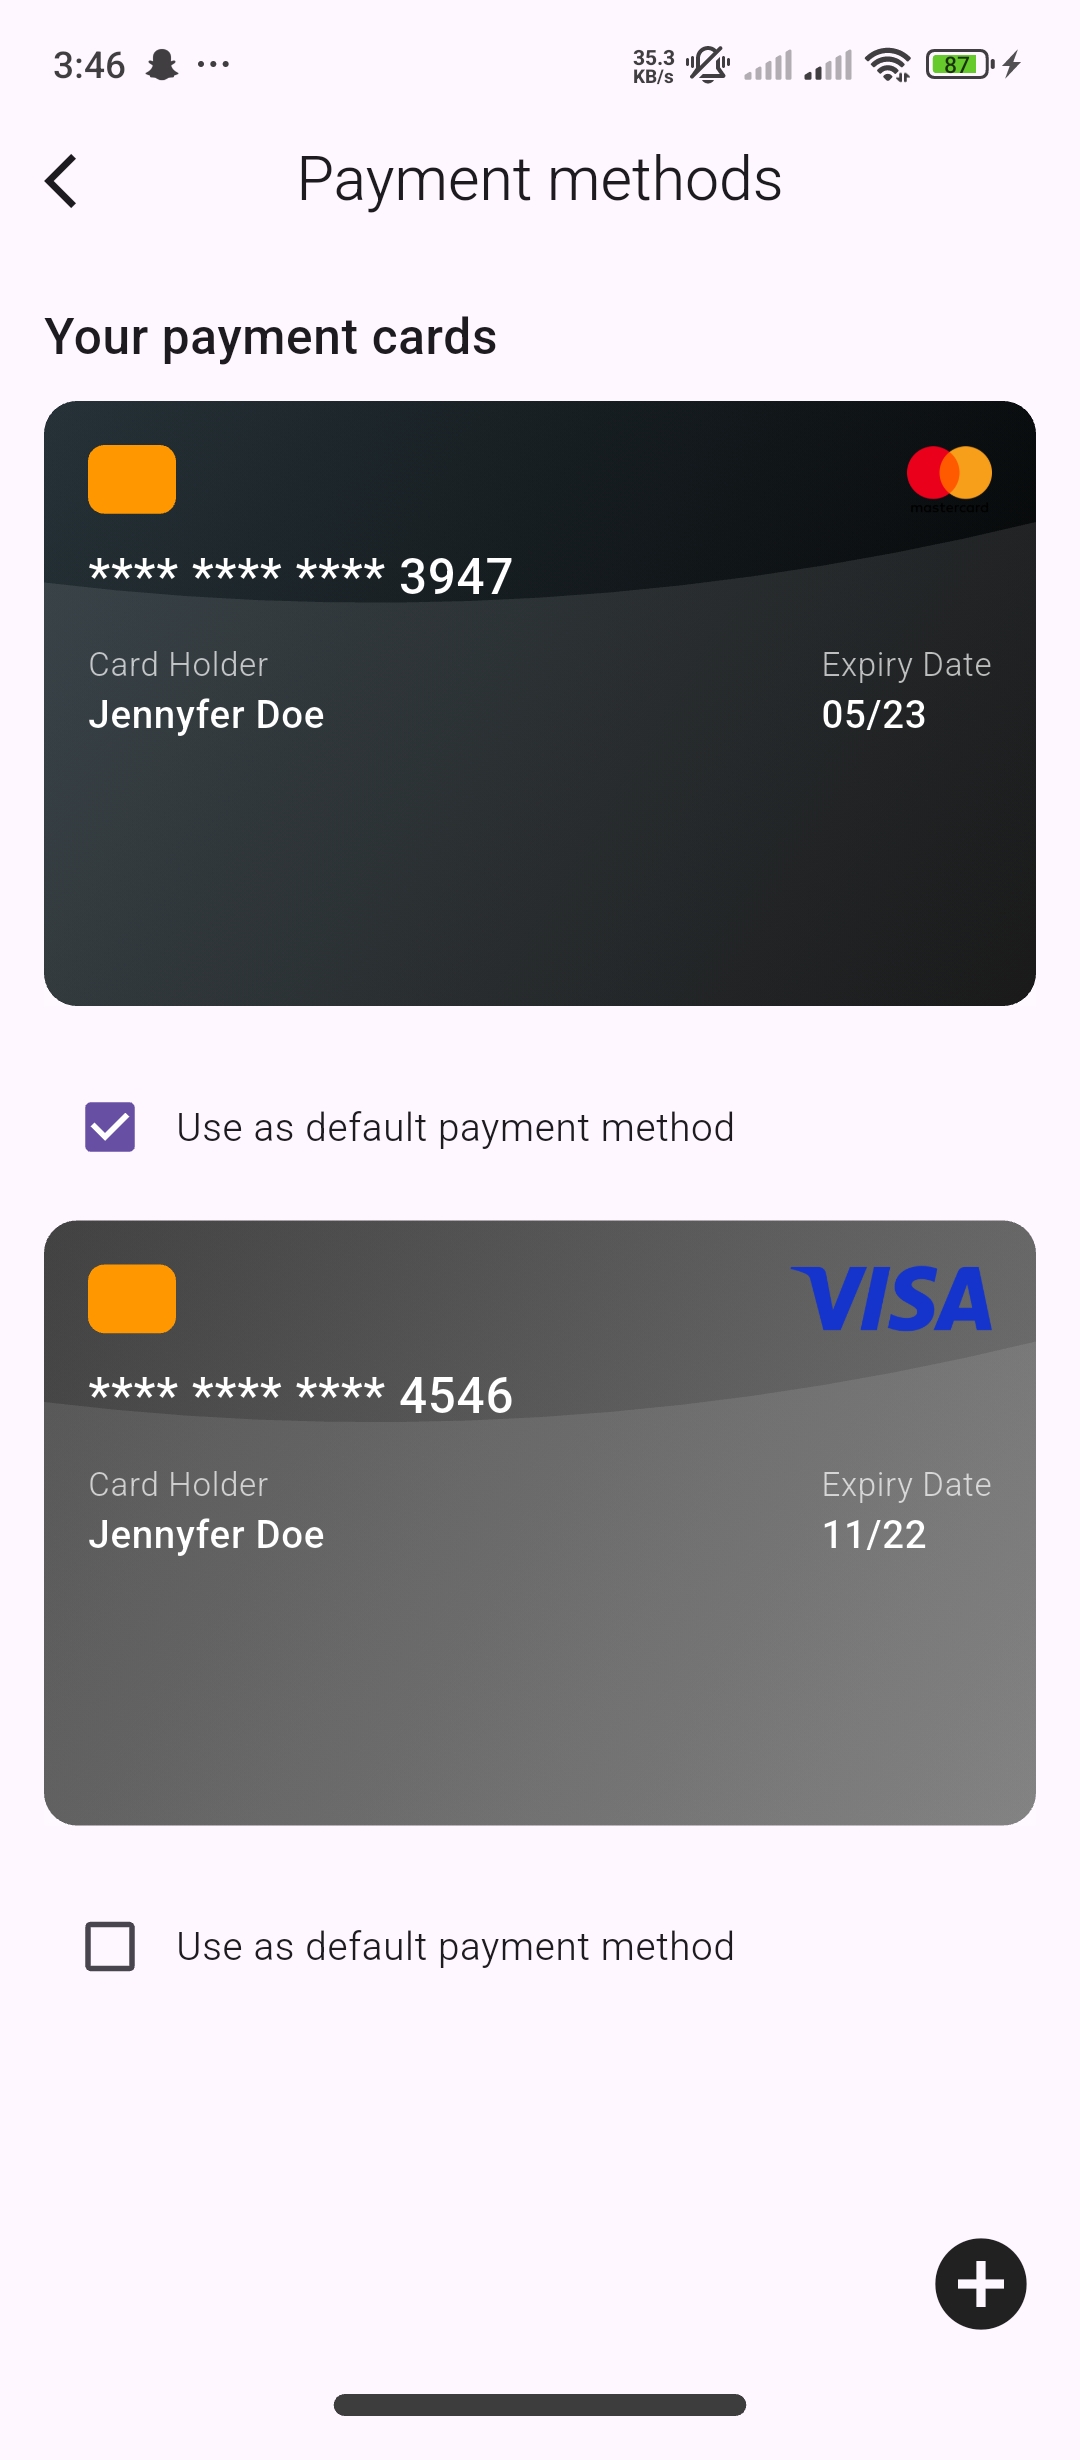 3:46 ... 35.3 KB/s 87
Payment methods
Your payment cards
mastercard
**** **** **** 3947
Card Holder Expiry Date
Jennyfer Doe 05/23
Use as default payment method
VISA
**** **** **** 4546
Card Holder Expiry Date
Jennyfer Doe 11/22
Use as default payment method